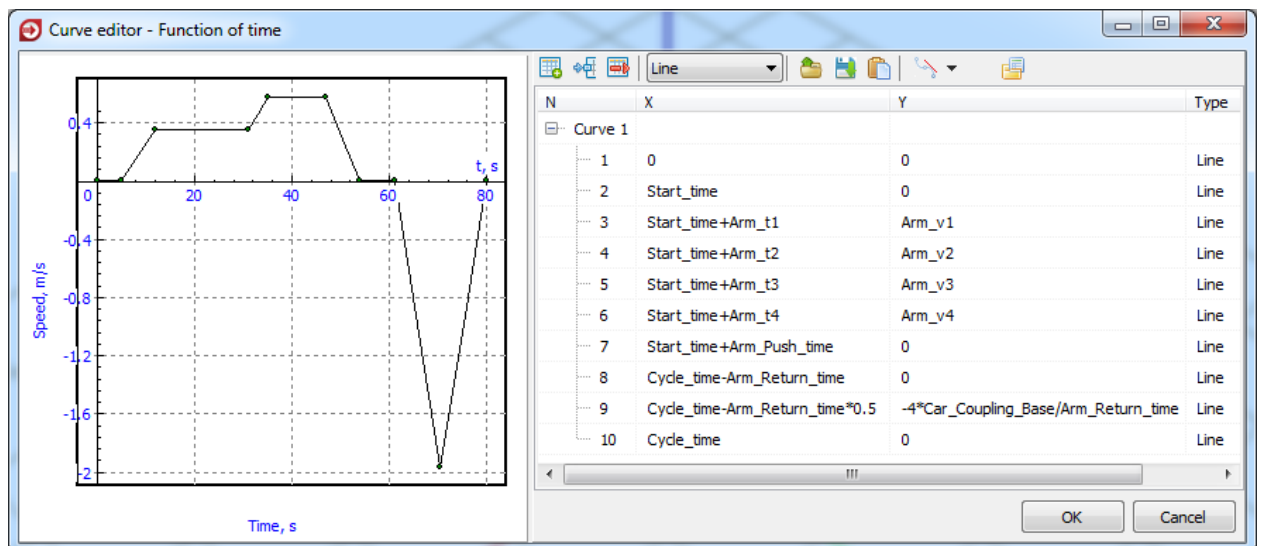 Curve editor - Function of time
Line
N X Y Type
Curve 1
1 0 0 Line
2 Start_time 0 Line
3 Start_time+Arm_t1 Arm_v1 Line
4 Start_time+Arm_t2 Arm_v2 Line
5 Start_time+Arm_t3 Arm_v3 Line
6 Start_time+Arm_t4 Arm_v4 Line
7 Start_time+Arm_Push_time 0 Line
8 Cycle_time-Arm_Return_time 0 Line
9 Cycle_time-Arm_Return_time*0.5 -4*Car_Coupling_Base/Arm_Return_time Line
10 Cycle_time 0 Line
0.4
t, s
0 20 40 60 80
-0.4
-0.8
-1.2
-1.6
-2
Speed, m/s
Time, s
OK Cancel